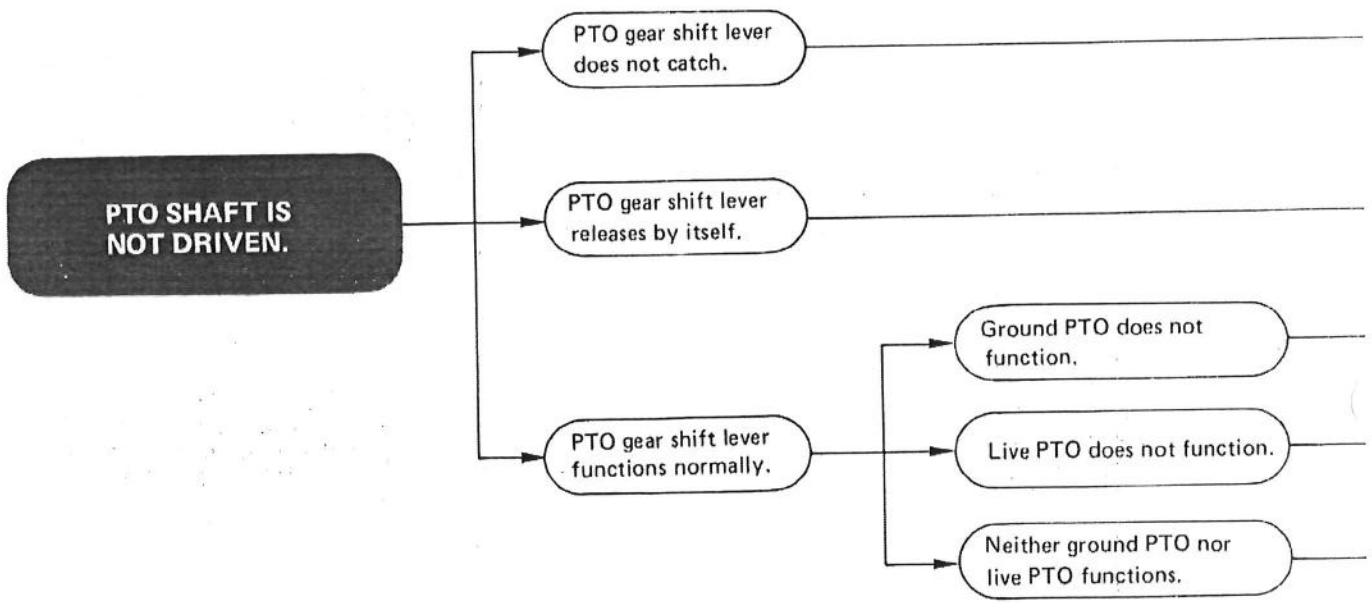 PTO SHAFT IS
NOT DRIVEN.
PTO gear shift lever
does not catch.
PTO gear shift lever
releases by itself.
PTO gear shift lever
functions normally.
Ground PTO does not
function.
Live PTO does not function.
Neither ground PTO nor
live PTO functions.